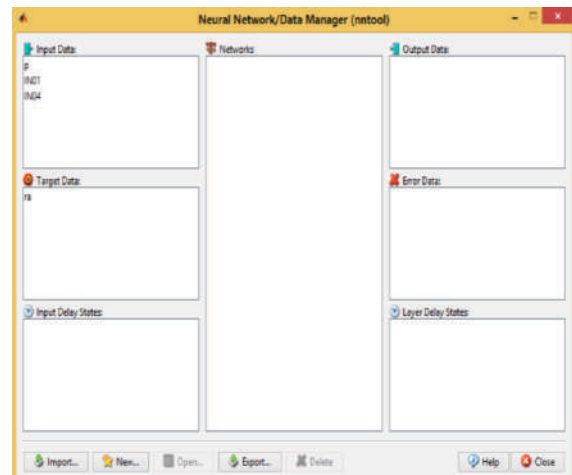 Neural Network/Data Manager (nntool)
Input Data:
p
IN01
IN04
Networks
Output Data:
Target Data:
ra
Error Data:
Input Delay States:
Layer Delay States:
Import...
New...
Open...
Export...
Delete
Help
Close